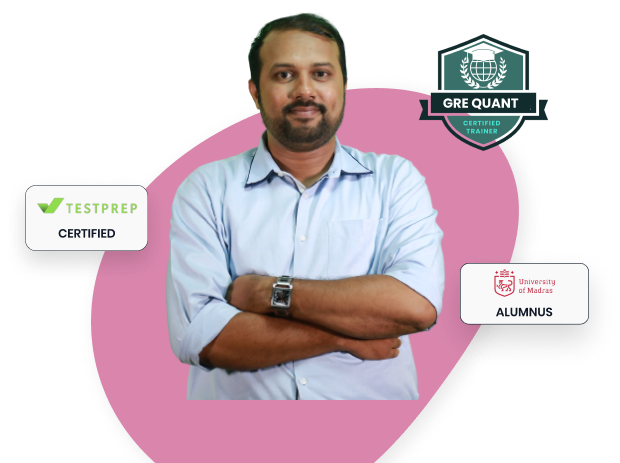 GRE QUANT
CERTIFIED
TRAINER
TESTPREP
CERTIFIED
University
of Madras
ALUMNUS